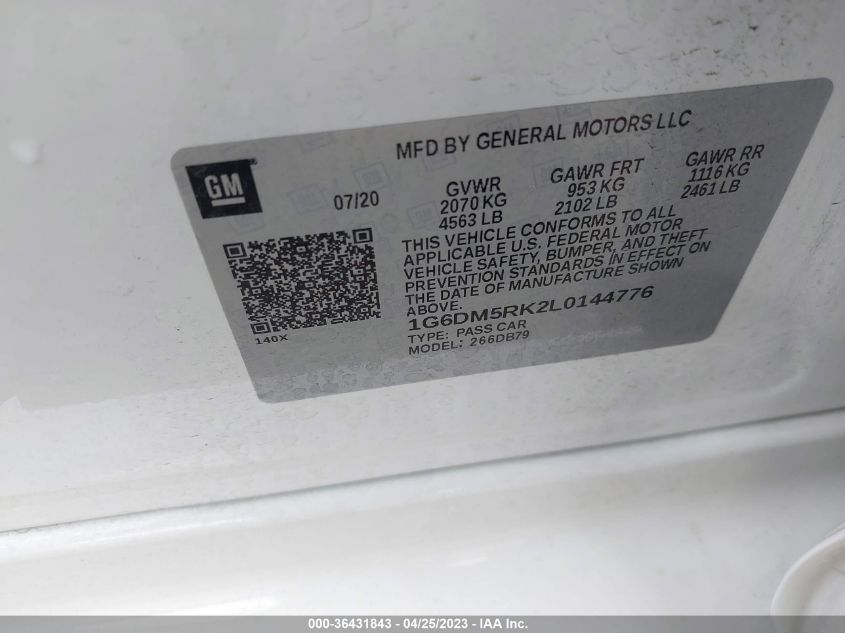 MFD BY GENERAL MOTORS LLC
GM
07/20
GVWR
2070 KG
4563 LB
GAWR FRT
953 KG
2102 LB
GAWR RR
1116 KG
2461 LB
THIS VEHICLE CONFORMS TO ALL
APPLICABLE U.S. FEDERAL MOTOR
VEHICLE SAFETY, BUMPER, AND THEFT
PREVENTION STANDARDS IN EFFECT ON
THE DATE OF MANUFACTURE SHOWN
ABOVE.
1G6DM5RK2L0144776
TYPE: PASS CAR
MODEL: 266DB79
140X
000-36431843 - 04/25/2023 - IAA Inc.